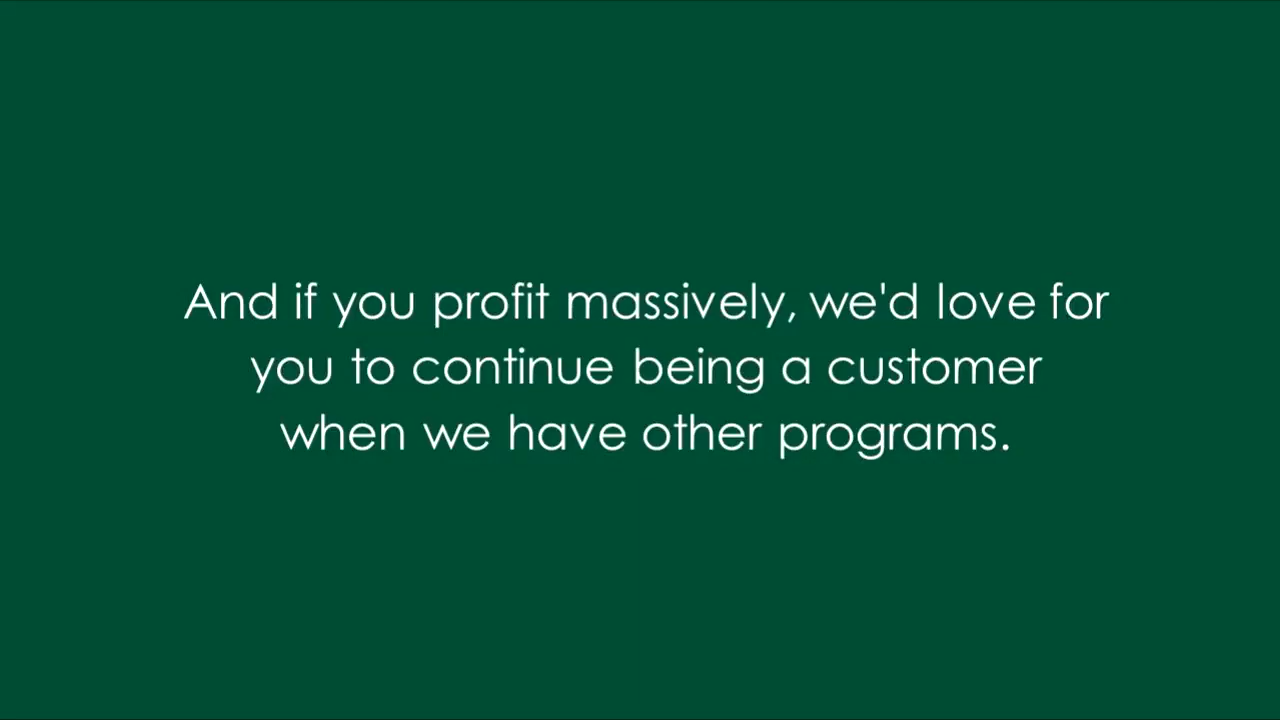 And if you profit massively, we'd love for
you to continue being a customer
when we have other programs.